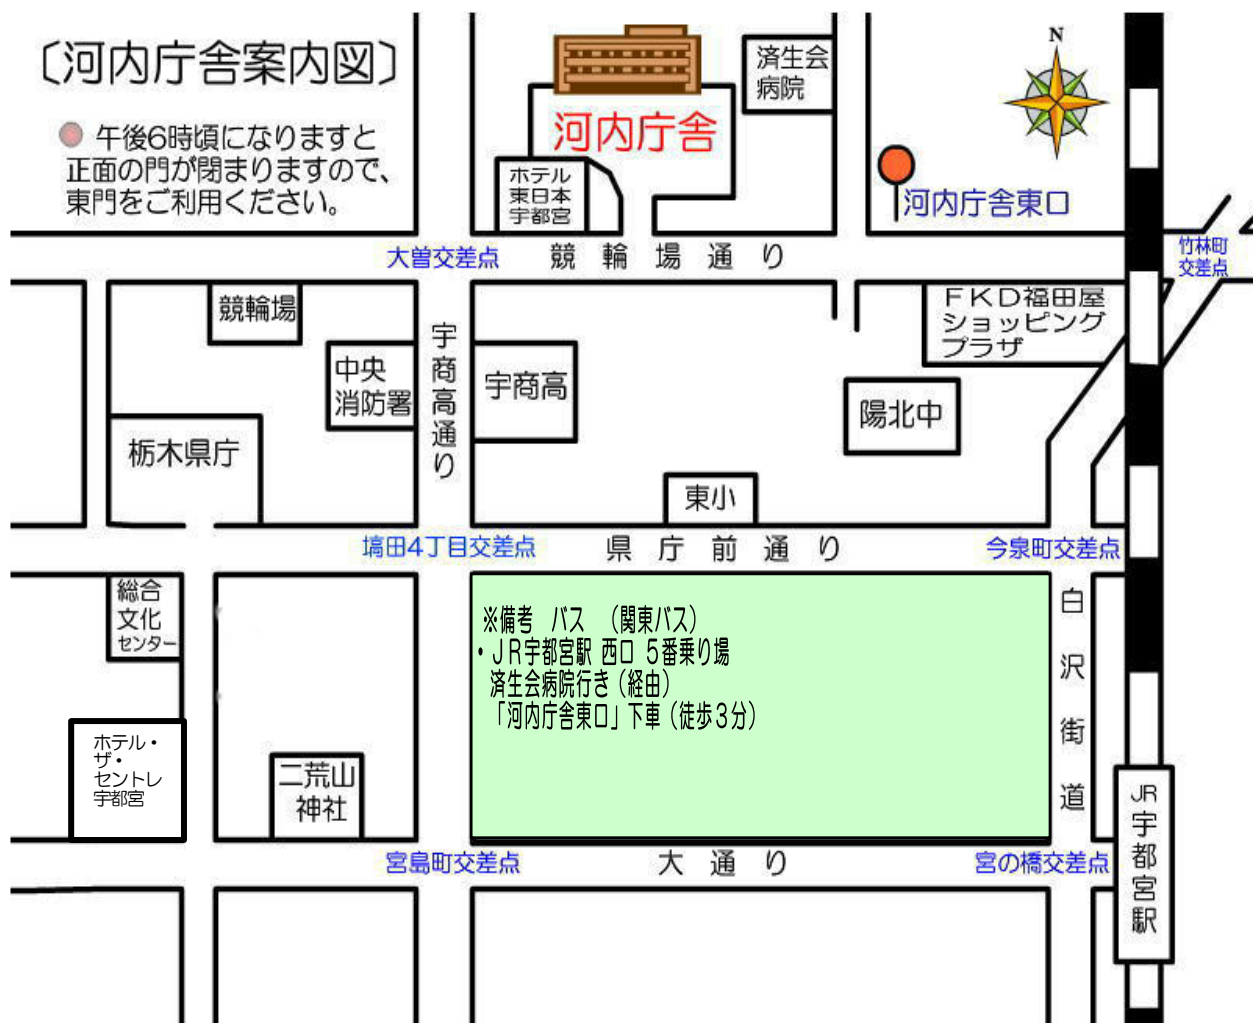 〔河内庁舎案内図〕
午後6時頃になりますと
正面の門が閉まりますので、
東門をご利用ください。
河内庁舎
済生会
病院
ホテル
東日本
宇都宮
N
河内庁舎東口
大曽交差点
競輪場通り
竹林町
交差点
競輪場
中央
消防署
宇商高通り
宇商高
FKD福田屋
ショッピング
プラザ
陽北中
栃木県庁
東小
塙田4丁目交差点
県庁前通り
今泉町交差点
総合
文化
センター
※備考 バス (関東バス)
・JR宇都宮駅 西口 5番乗り場
済生会病院行き(経由)
「河内庁舎東口」下車(徒歩3分)
白沢街道
ホテル・
ザ・
セントレ
宇都宮
二荒山
神社
JR宇都宮駅
宮島町交差点
大通り
宮の橋交差点